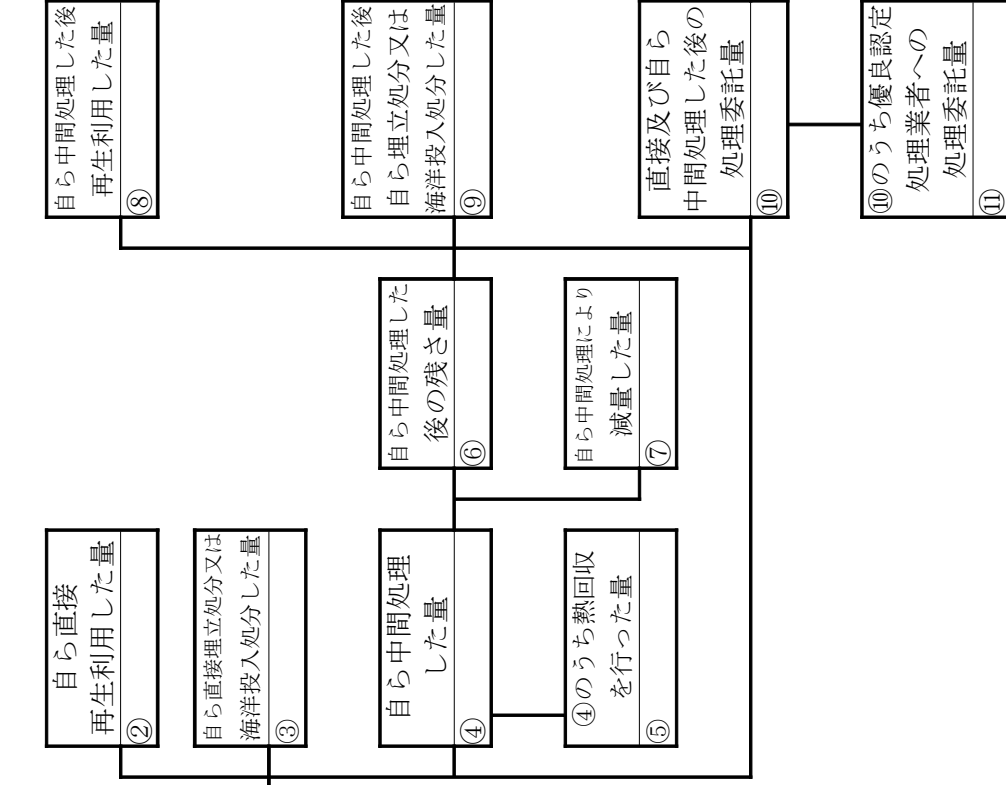 自ら直接
再生利用した量
②
自ら直接埋立処分又は
海洋投入処分した量
③
自ら中間処理
した量
④
④のうち熱回収
を行った量
⑤
自ら中間処理した
後の残さ量
⑥
自ら中間処理により
減量した量
⑦
自ら中間処理した後
再生利用した量
⑧
自ら中間処理した後
自ら埋立処分又は
海洋投入処分した量
⑨
直接及び自ら
中間処理した後の
処理委託量
⑩
⑩のうち優良認定
処理業者への
処理委託量
⑪